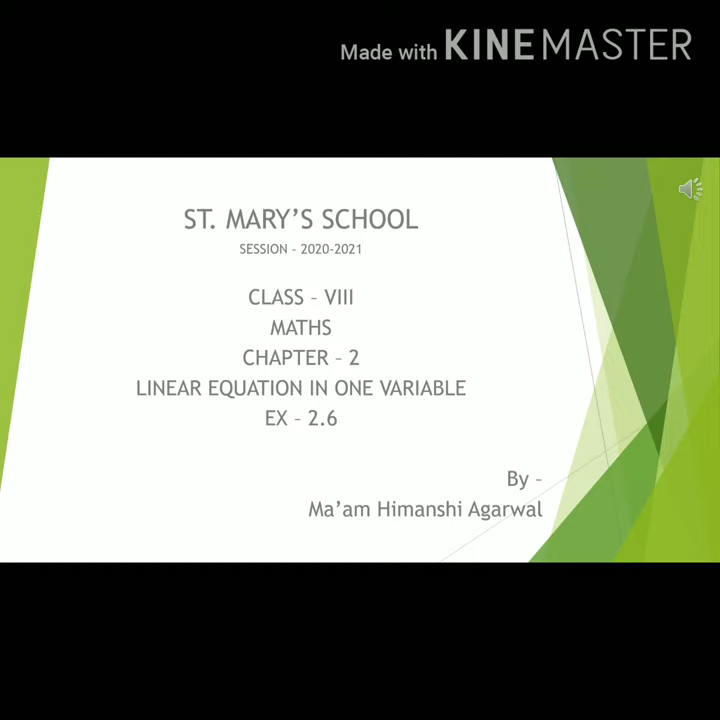 Made with KINEMASTER
ST. MARY'S SCHOOL
SESSION – 2020-2021
CLASS – VIII
MATHS
CHAPTER – 2
LINEAR EQUATION IN ONE VARIABLE
EX – 2.6
By –
Ma'am Himanshi Agarwal